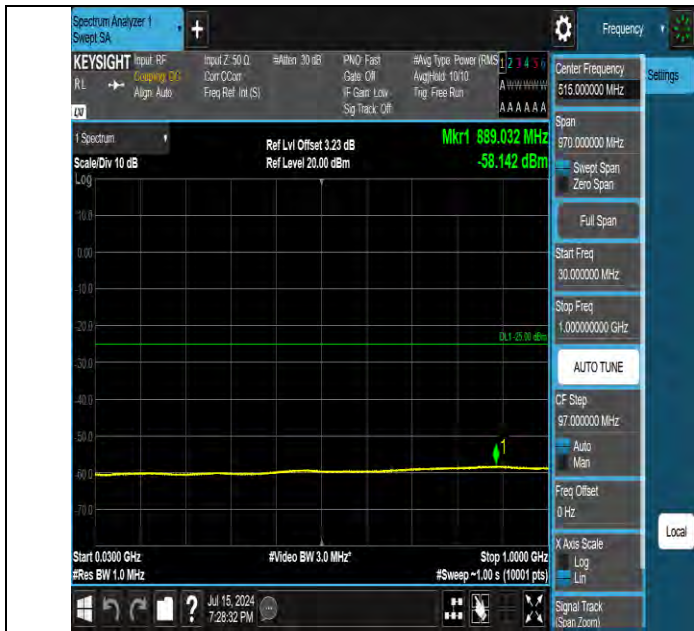 Spectrum Analyzer 1
Swept SA
+
Frequency
KEYSIGHT
RL
LXI
Input: RF
Coupling: DC
Align: Auto
Input Z: 50 Ω
Corr CCorr
Freq Ref: Int (S)
#Atten: 30 dB
PNO: Fast
Gate: Off
IF Gain: Low
Sig Track: Off
#Avg Type: Power (RMS
Avg|Hold: 10/10
Trig: Free Run
1 2 3 4 5 6
A W W W W W
A A A A A A
Settings
Center Frequency
515.000000 MHz
Span
970.000000 MHz
Swept Span
Zero Span
Full Span
Start Freq
30.000000 MHz
Stop Freq
1.000000000 GHz
AUTO TUNE
CF Step
97.000000 MHz
Auto
Man
Freq Offset
0 Hz
X Axis Scale
Log
Lin
Signal Track
(Span Zoom)
Local
1 Spectrum
Scale/Div 10 dB
Log
Ref Lvl Offset 3.23 dB
Ref Level 20.00 dBm
Mkr1 889.032 MHz
-58.142 dBm
10.0
0.00
-10.0
-20.0
DL1 -25.00 dBm
-30.0
-40.0
-50.0
1
-60.0
-70.0
Start 0.0300 GHz
#Res BW 1.0 MHz
#Video BW 3.0 MHz*
Stop 1.0000 GHz
#Sweep ~1.00 s (10001 pts)
?
Jul 15, 2024
7:28:32 PM